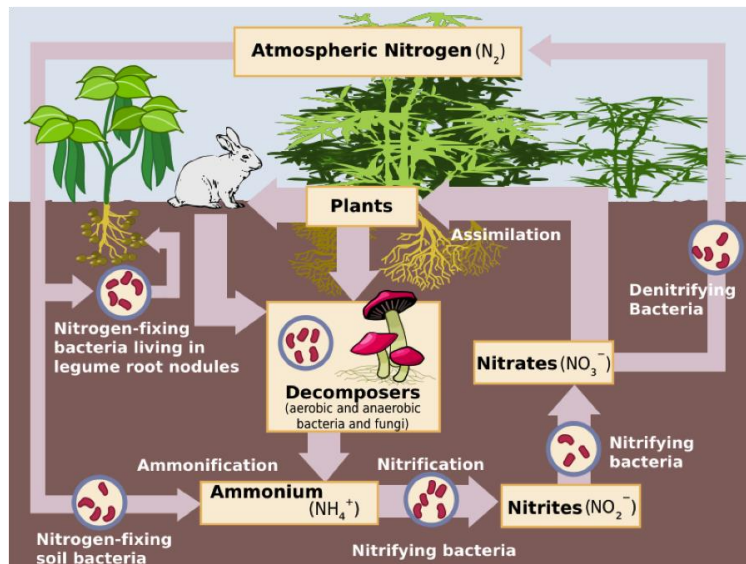 Atmospheric Nitrogen (N₂)
Plants
Assimilation
Denitrifying
Bacteria
Nitrogen-fixing
bacteria living in
legume root nodules
Decomposers
(aerobic and anaerobic
bacteria and fungi)
Nitrates (NO₃⁻)
Nitrifying
bacteria
Ammonification
Nitrification
Ammonium
(NH₄⁺)
Nitrites (NO₂⁻)
Nitrogen-fixing
soil bacteria
Nitrifying bacteria